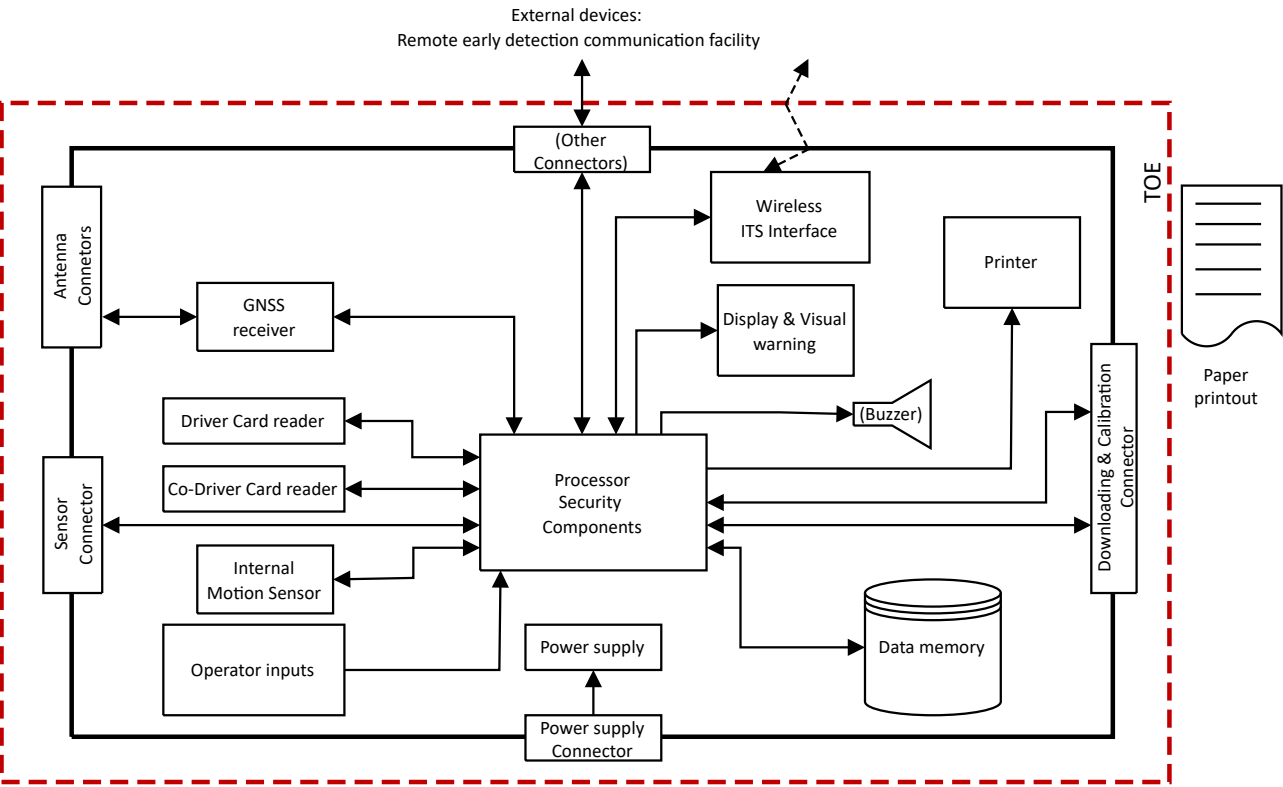 External devices:
Remote early detection communication facility
(Other
Connectors)
TOE
Antenna
Connetors
Wireless
ITS Interface
Printer
GNSS
receiver
Display & Visual
warning
Paper
printout
Driver Card reader
(Buzzer)
Downloading & Calibration
Connector
Co-Driver Card reader
Processor
Security
Components
Sensor
Connector
Internal
Motion Sensor
Operator inputs
Power supply
Data memory
Power supply
Connector